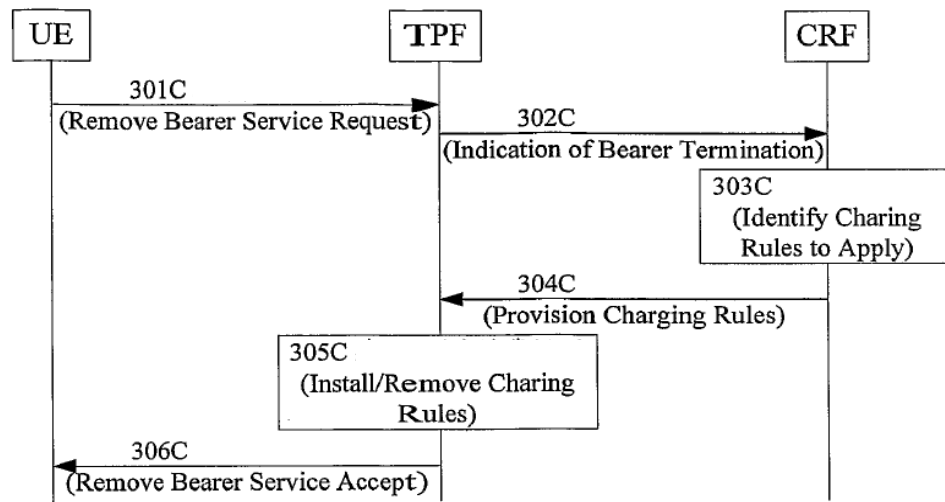 UE
TPF
CRF
301C
(Remove Bearer Service Request)
302C
(Indication of Bearer Termination)
303C
(Identify Charing
Rules to Apply)
304C
(Provision Charging Rules)
305C
(Install/Remove Charing
Rules)
306C
(Remove Bearer Service Accept)